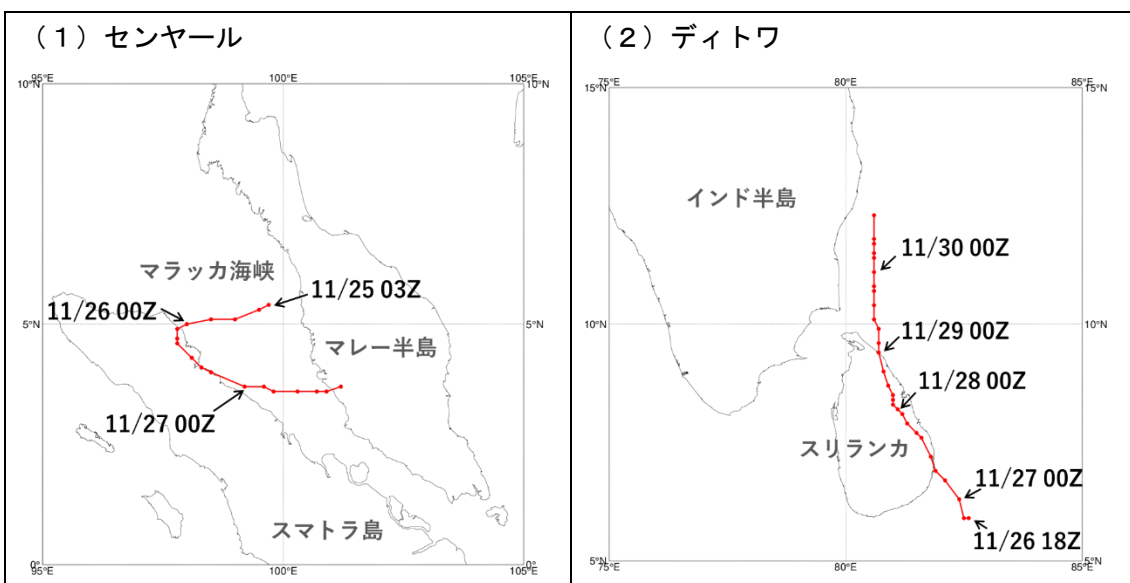 (1)センヤール
95°E
100°E
105°E
10°N
10°N
マラッカ海峡
11/25 03Z
11/26 00Z
5°N
5°N
マレー半島
11/27 00Z
スマトラ島
0°
0°
95°E
100°E
105°E
(2)ディトワ
75°E
80°E
85°E
15°N
15°N
インド半島
11/30 00Z
10°N
10°N
11/29 00Z
11/28 00Z
スリランカ
11/27 00Z
11/26 18Z
5°N
5°N
75°E
80°E
85°E